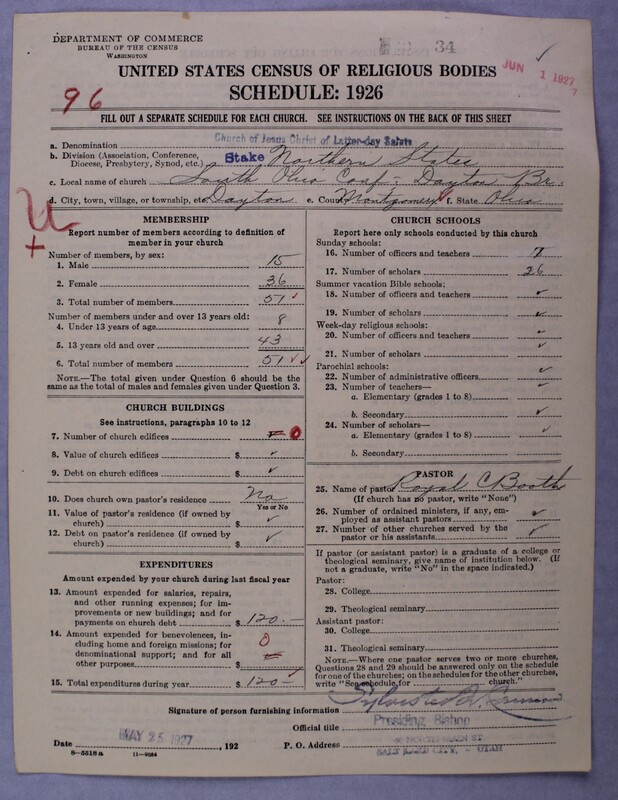 DEPARTMENT OF COMMERCE
BUREAU OF THE CENSUS
WASHINGTON
34
JUN 1 1927
UNITED STATES CENSUS OF RELIGIOUS BODIES
SCHEDULE: 1926
96
FILL OUT A SEPARATE SCHEDULE FOR EACH CHURCH. SEE INSTRUCTIONS ON THE BACK OF THIS SHEET
a. Denomination Church of Jesus Christ of Latter-day Saints
b. Division (Association, Conference, Diocese, Presbytery, Synod, etc.) Stake Northern States
c. Local name of church South Ohio Conf:- Dayton Br.
d. City, town, village, or township, etc. Dayton e. County Montgomery f. State Ohio
MEMBERSHIP
Report number of members according to definition of
member in your church
Number of members, by sex:
1. Male 15
2. Female 36
3. Total number of members 51
Number of members under and over 13 years old:
4. Under 13 years of age 8
5. 13 years old and over 43
6. Total number of members 51
NOTE.—The total given under Question 6 should be the
same as the total of males and females given under Question 3.
CHURCH BUILDINGS
See instructions, paragraphs 10 to 12
7. Number of church edifices 0
8. Value of church edifices $
9. Debt on church edifices $
10. Does church own pastor's residence No
Yes or No
11. Value of pastor's residence (if owned by
church) $
12. Debt on pastor's residence (if owned by
church) $
EXPENDITURES
Amount expended by your church during last fiscal year
13. Amount expended for salaries, repairs,
and other running expenses; for im-
provements or new buildings; and for
payments on church debt $ 120.—
14. Amount expended for benevolences, in-
cluding home and foreign missions; for
denominational support; and for all
other purposes $ 0
15. Total expenditures during year $ 120—
CHURCH SCHOOLS
Report here only schools conducted by this church
Sunday schools:
16. Number of officers and teachers
17. Number of scholars 26
Summer vacation Bible schools:
18. Number of officers and teachers
19. Number of scholars
Week-day religious schools:
20. Number of officers and teachers
21. Number of scholars
Parochial schools:
22. Number of administrative officers
23. Number of teachers—
a. Elementary (grades 1 to 8)
b. Secondary
24. Number of scholars—
a. Elementary (grades 1 to 8)
b. Secondary
PASTOR
25. Name of pastor Royal C Booth
(If church has no pastor, write "None")
26. Number of ordained ministers, if any, em-
ployed as assistant pastors
27. Number of other churches served by the
pastor or his assistants
If pastor (or assistant pastor) is a graduate of a college or
theological seminary, give name of institution below. (If
not a graduate, write "No" in the space indicated.)
Pastor:
28. College
29. Theological seminary
Assistant pastor:
30. College
31. Theological seminary
NOTE.—Where one pastor serves two or more churches,
Questions 28 and 29 should be answered only on the schedule
for one of the churches; on the schedules for the other churches,
write "See schedule for church."
Signature of person furnishing information
Official title Presiding Bishop
Date MAY 25 1927, 192 P. O. Address 40 NORTH MAIN ST.
SALT LAKE CITY, - UTAH
8-5518 a 11-9224